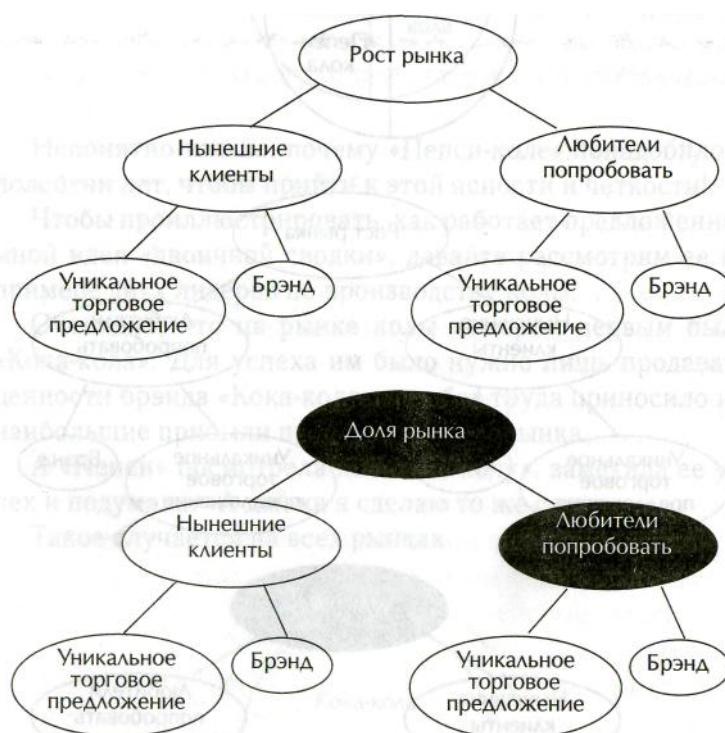 Рост рынка
Нынешние
клиенты
Любители
попробовать
Уникальное
торговое
предложение
Брэнд
Уникальное
торговое
предложение
Брэнд
Доля рынка
Нынешние
клиенты
Любители
попробовать
Уникальное
торговое
предложение
Брэнд
Уникальное
торговое
предложение
Брэнд